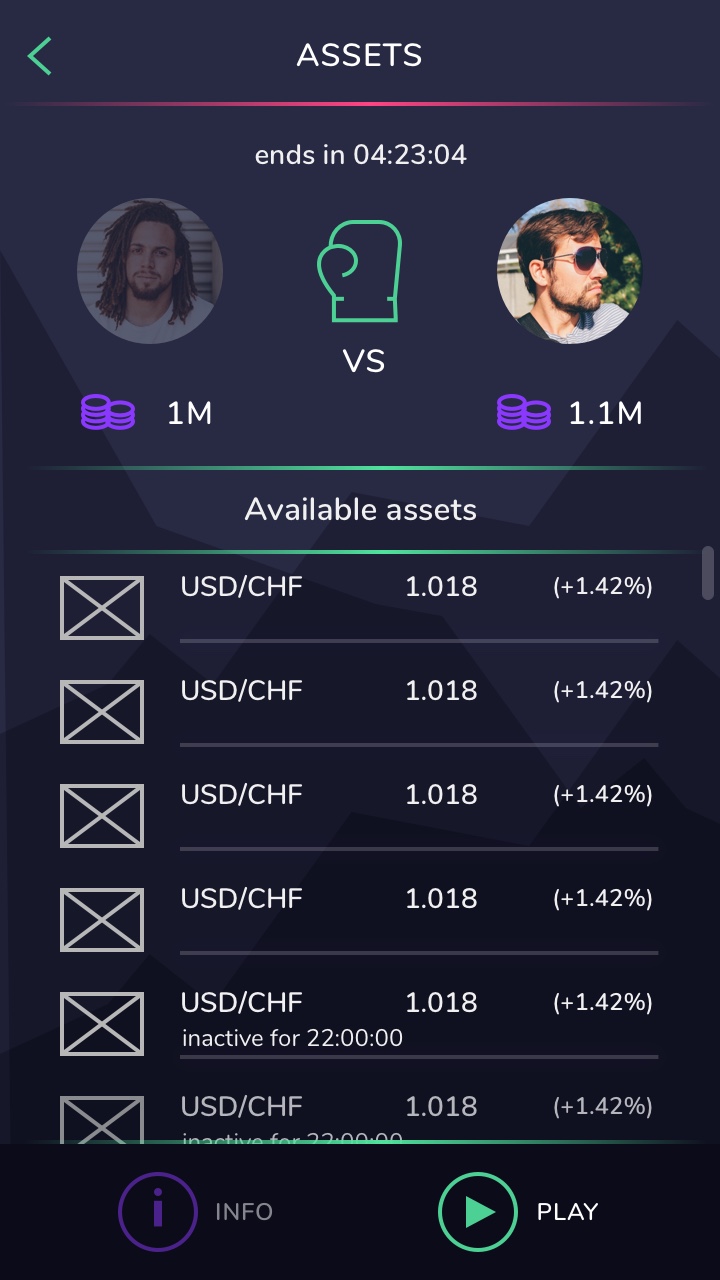 ASSETS
ends in 04:23:04
VS
1M 1.1M
Available assets
USD/CHF 1.018 (+1.42%)
USD/CHF 1.018 (+1.42%)
USD/CHF 1.018 (+1.42%)
USD/CHF 1.018 (+1.42%)
USD/CHF 1.018 (+1.42%)
inactive for 22:00:00
USD/CHF 1.018 (+1.42%)
inactive for 22:00:00
i INFO PLAY